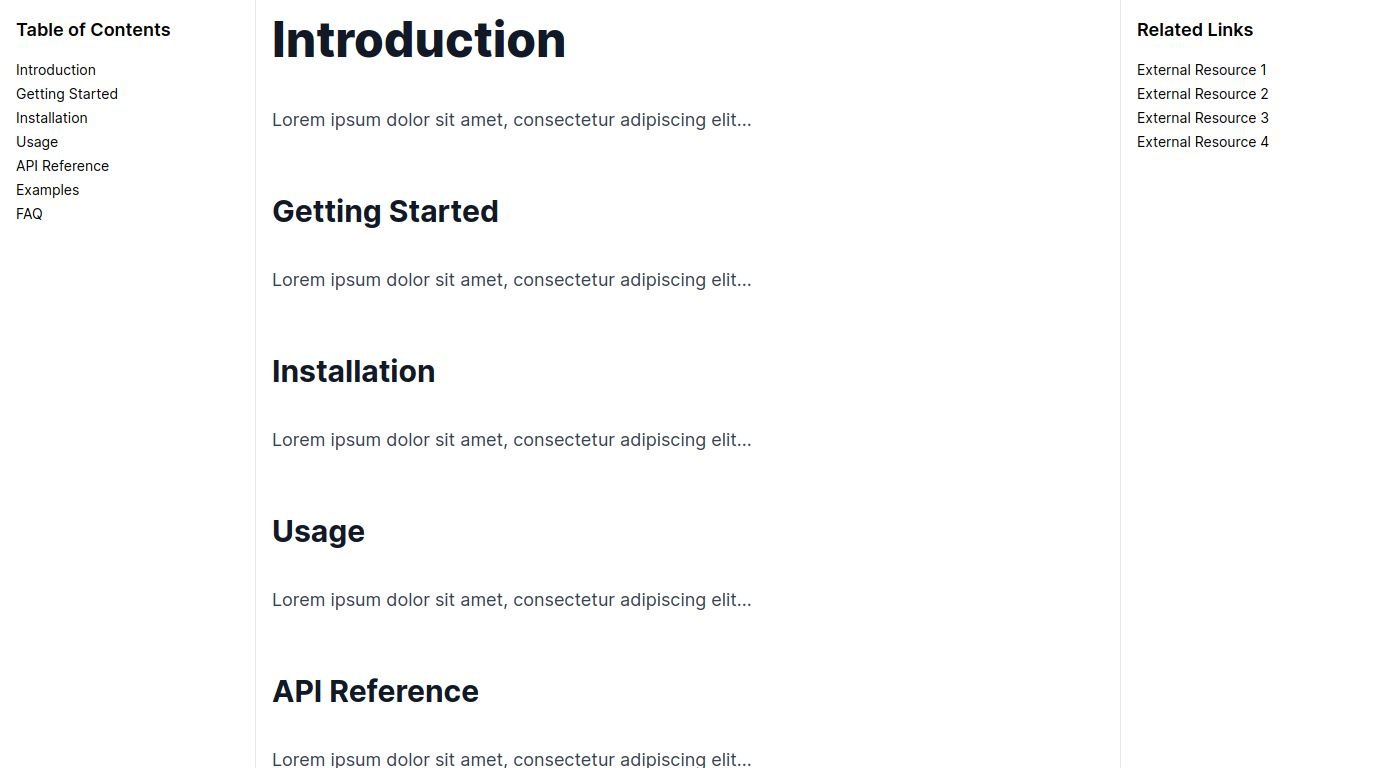 Table of Contents
Introduction
Getting Started
Installation
Usage
API Reference
Examples
FAQ
Introduction
Lorem ipsum dolor sit amet, consectetur adipiscing elit...
Getting Started
Lorem ipsum dolor sit amet, consectetur adipiscing elit...
Installation
Lorem ipsum dolor sit amet, consectetur adipiscing elit...
Usage
Lorem ipsum dolor sit amet, consectetur adipiscing elit...
API Reference
Lorem ipsum dolor sit amet, consectetur adipiscing elit...
Related Links
External Resource 1
External Resource 2
External Resource 3
External Resource 4